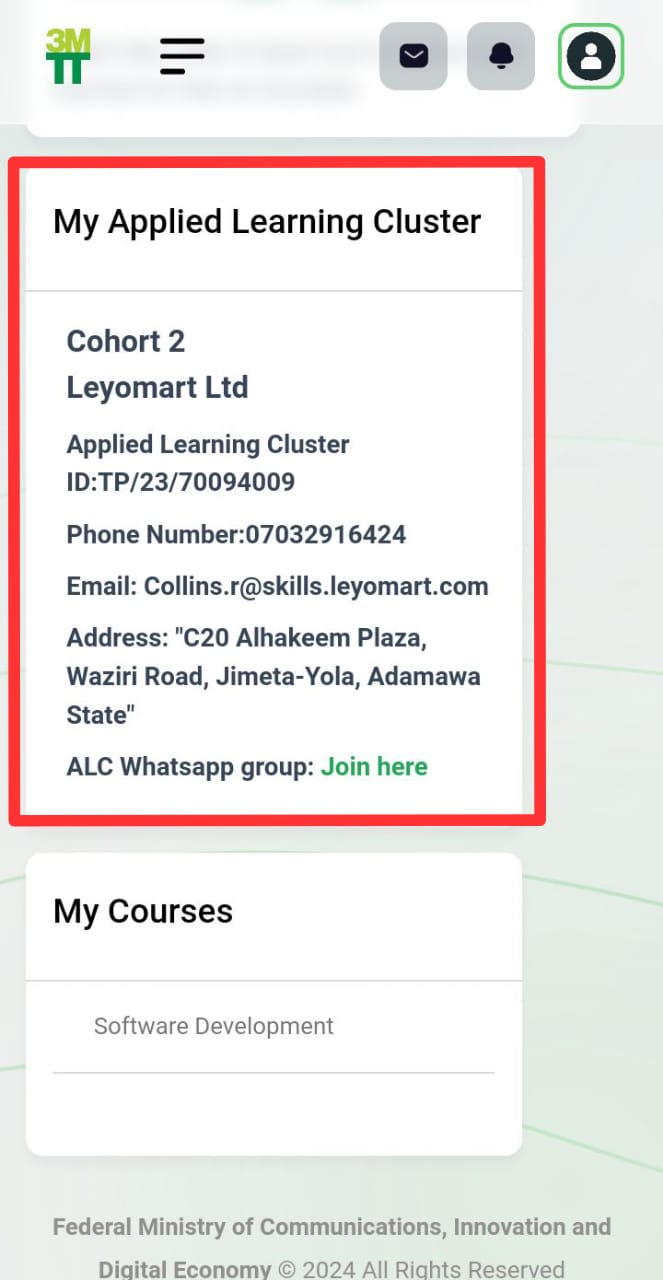 3M
TT
My Applied Learning Cluster
Cohort 2
Leyomart Ltd
Applied Learning Cluster
ID:TP/23/70094009
Phone Number:07032916424
Email: Collins.r@skills.leyomart.com
Address: "C20 Alhakeem Plaza,
Waziri Road, Jimeta-Yola, Adamawa
State"
ALC Whatsapp group: Join here
My Courses
Software Development
Federal Ministry of Communications, Innovation and
Digital Economy © 2024 All Rights Reserved